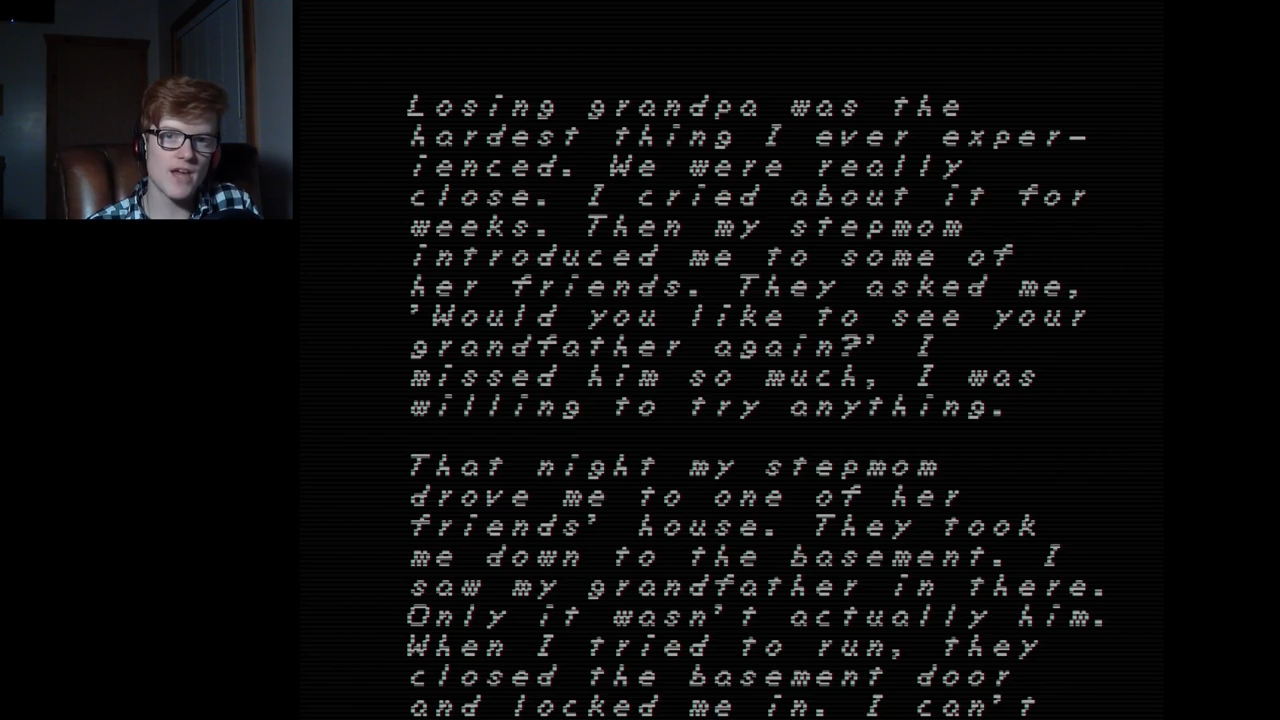 Losing grandpa was the
hardest thing I ever exper-
ienced. We were really
close. I cried about it for
weeks. Then my stepmom
introduced me to some of
her friends. They asked me,
'Would you like to see your
grandfather again?' I
missed him so much, I was
willing to try anything.
That night my stepmom
drove me to one of her
friends' house. They took
me down to the basement. I
saw my grandfather in there.
Only it wasn't actually him.
When I tried to run, they
closed the basement door
and locked me in. I can't